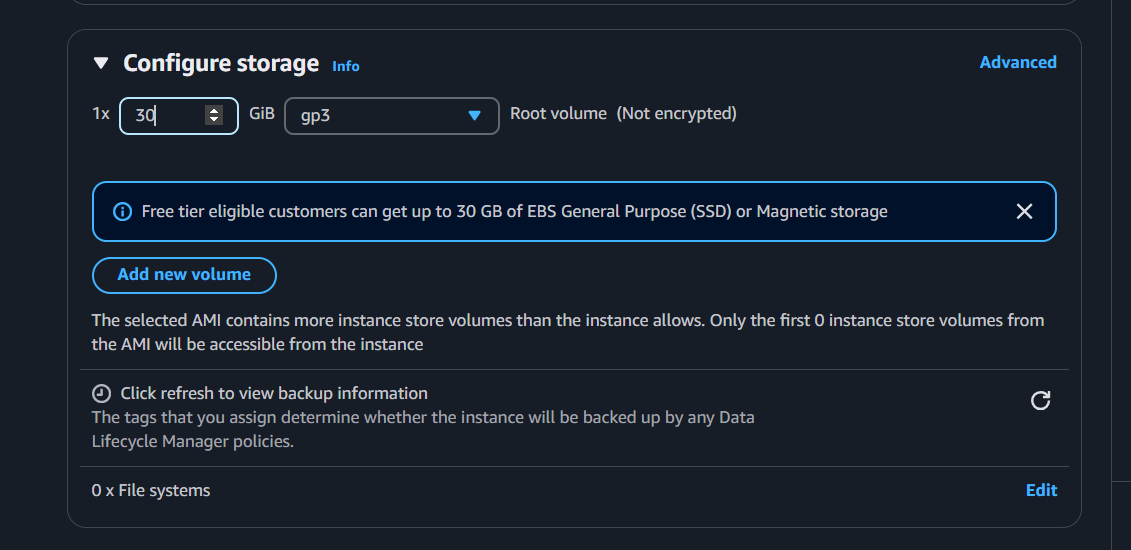 Configure storage Info Advanced
1x 30 GiB gp3 Root volume (Not encrypted)
Free tier eligible customers can get up to 30 GB of EBS General Purpose (SSD) or Magnetic storage
Add new volume
The selected AMI contains more instance store volumes than the instance allows. Only the first 0 instance store volumes from
the AMI will be accessible from the instance
Click refresh to view backup information
The tags that you assign determine whether the instance will be backed up by any Data
Lifecycle Manager policies.
0 x File systems Edit